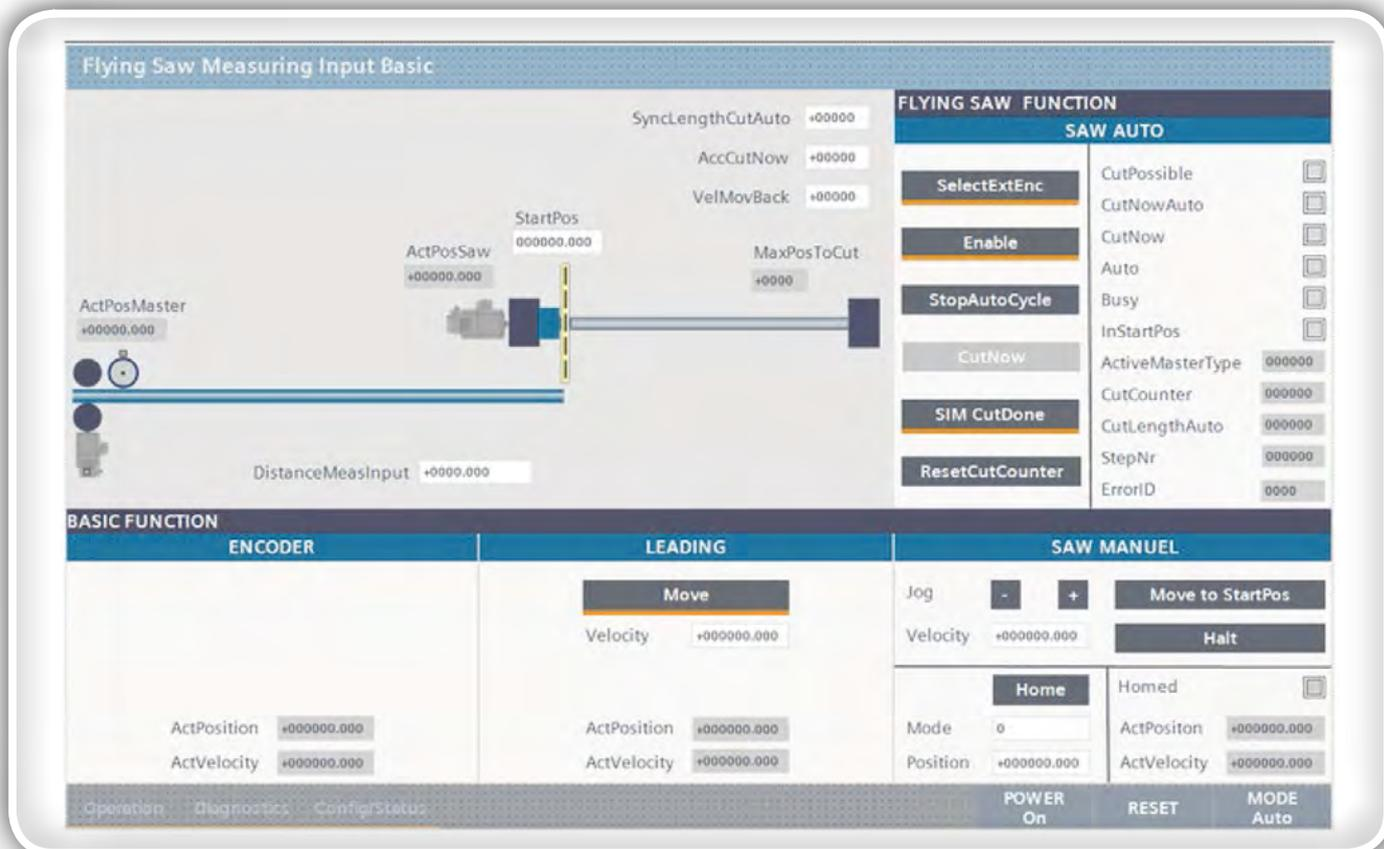 Flying Saw Measuring Input Basic
SyncLengthCutAuto +00000
AccCutNow +00000
VelMovBack +00000
StartPos
000000.000
ActPosSaw
+00000.000
MaxPosToCut
+0000
ActPosMaster
+00000.000
DistanceMeasInput +0000.000
FLYING SAW FUNCTION
SAW AUTO
SelectExtEnc
Enable
StopAutoCycle
CutNow
SIM CutDone
ResetCutCounter
CutPossible
CutNowAuto
CutNow
Auto
Busy
InStartPos
ActiveMasterType 000000
CutCounter 000000
CutLengthAuto 000000
StepNr 000000
ErrorID 0000
BASIC FUNCTION
ENCODER
ActPosition +000000.000
ActVelocity +000000.000
LEADING
Move
Velocity +000000.000
ActPosition +000000.000
ActVelocity +000000.000
SAW MANUEL
Jog - + Move to StartPos
Velocity +000000.000 Halt
Home
Mode 0
Position +000000.000
Homed
ActPositon +000000.000
ActVelocity +000000.000
Operation Diagnostics Config/Status
POWER
On
RESET
MODE
Auto